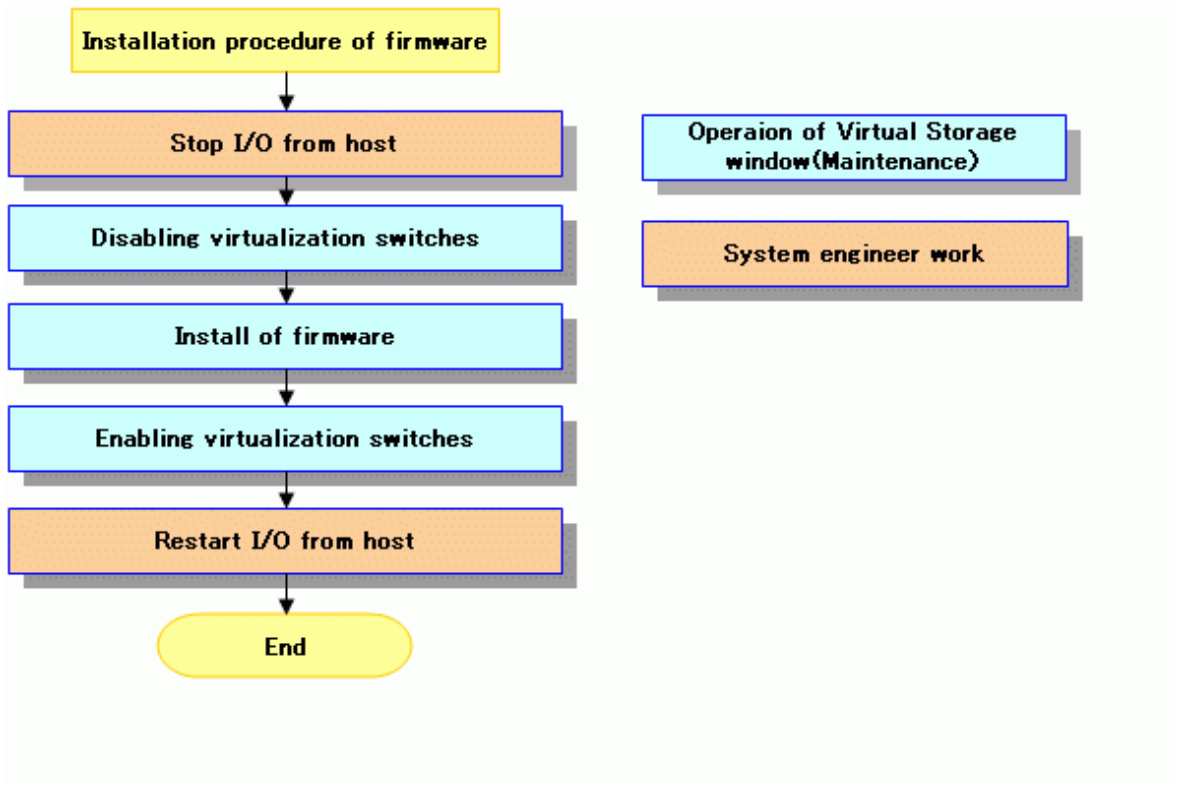 Installation procedure of firmware
Stop I/O from host
Disabling virtualization switches
Install of firmware
Enabling virtualization switches
Restart I/O from host
End
Operaion of Virtual Storage
window(Maintenance)
System engineer work